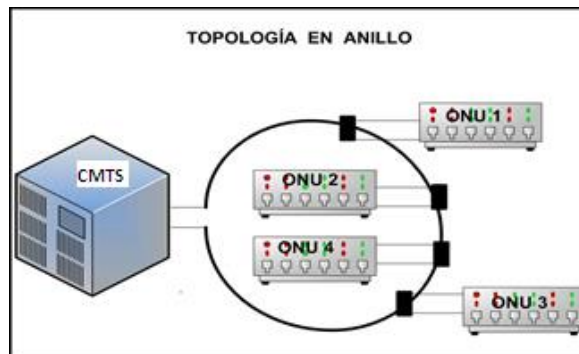 TOPOLOGÍA EN ANILLO
ONU 1
CMTS
ONU 2
ONU 4
ONU 3